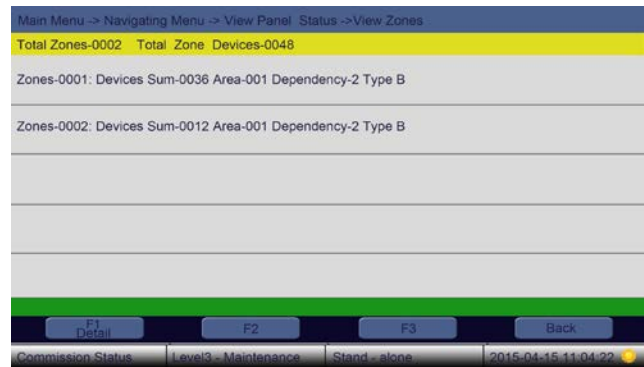 Main Menu -> Navigating Menu -> View Panel Status ->View Zones
Total Zones-0002 Total Zone Devices-0048
Zones-0001: Devices Sum-0036 Area-001 Dependency-2 Type B
Zones-0002: Devices Sum-0012 Area-001 Dependency-2 Type B
F1 F2 F3 Back
Detail
Commission Status Level3 - Maintenance Stand - alone 2015-04-15 11:04:22